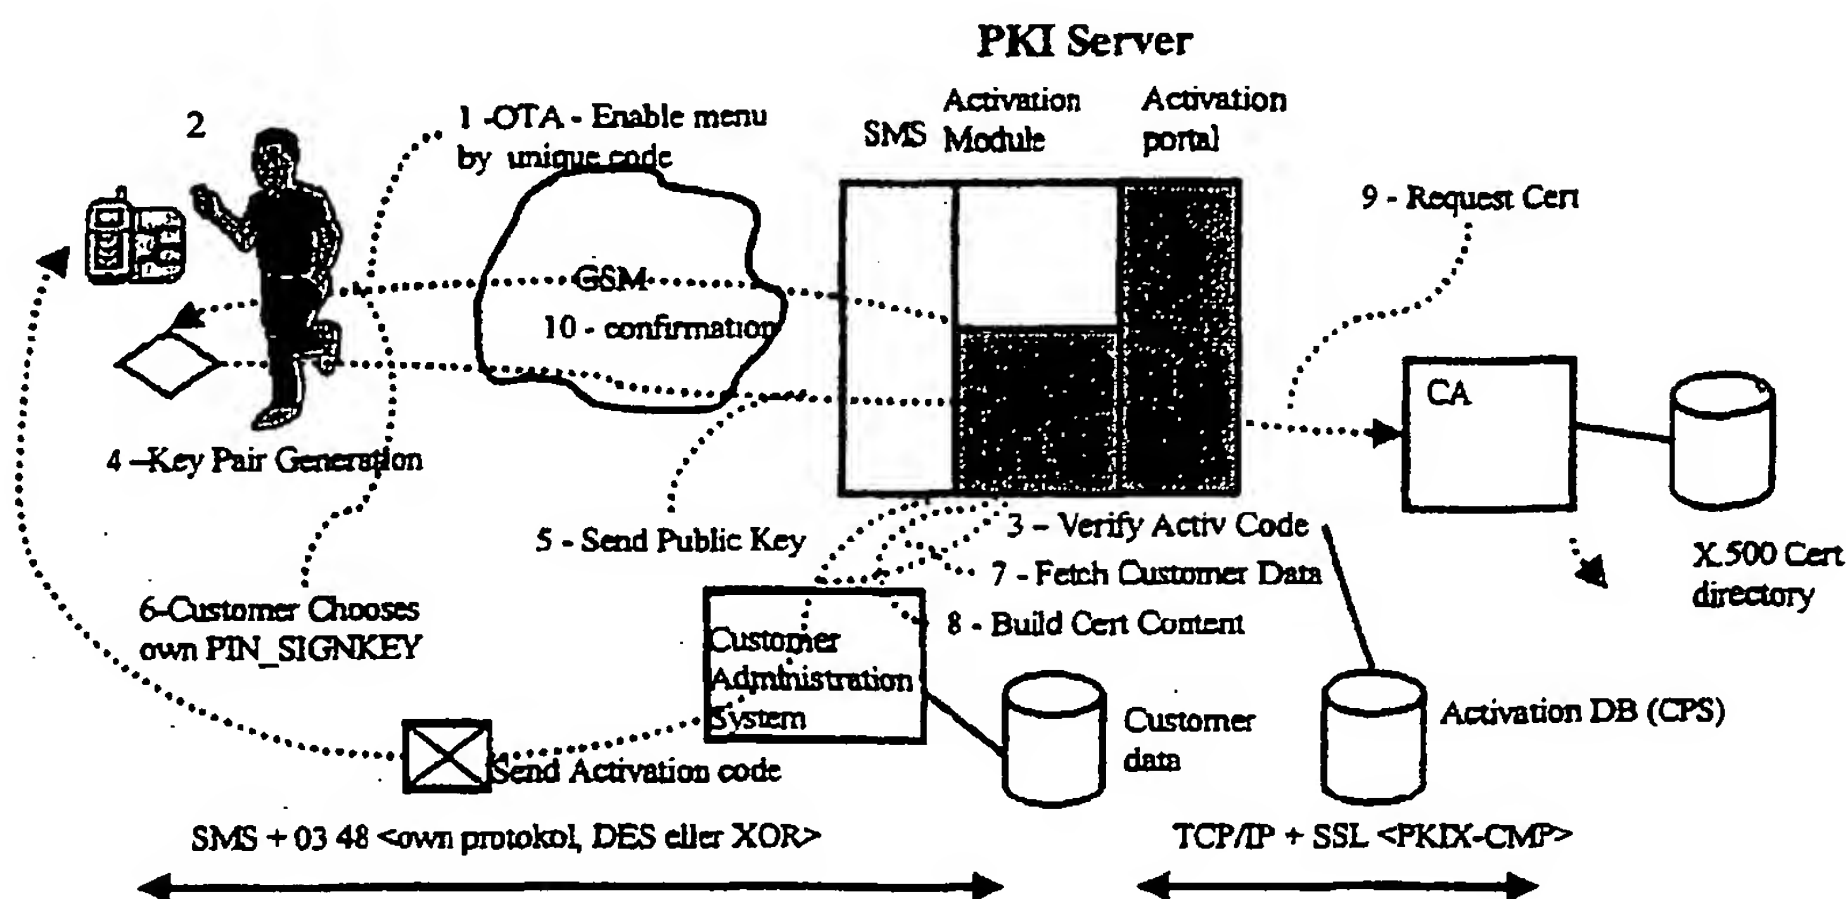 PKI Server
Activation
Module
Activation
portal
SMS
2
1 -OTA - Enable menu
by unique code
9 - Request Cert
GSM
10 - confirmation
CA
4 –Key Pair Generation
5 - Send Public Key
3 – Verify Activ Code
7 - Fetch Customer Data
8 - Build Cert Content
X.500 Cert
directory
6-Customer Chooses
own PIN_SIGNKEY
Customer
Administration
System
Customer
data
Activation DB (CPS)
Send Activation code
SMS + 03 48 <own protokol, DES eller XOR>
TCP/IP + SSL <PKIX-CMP>